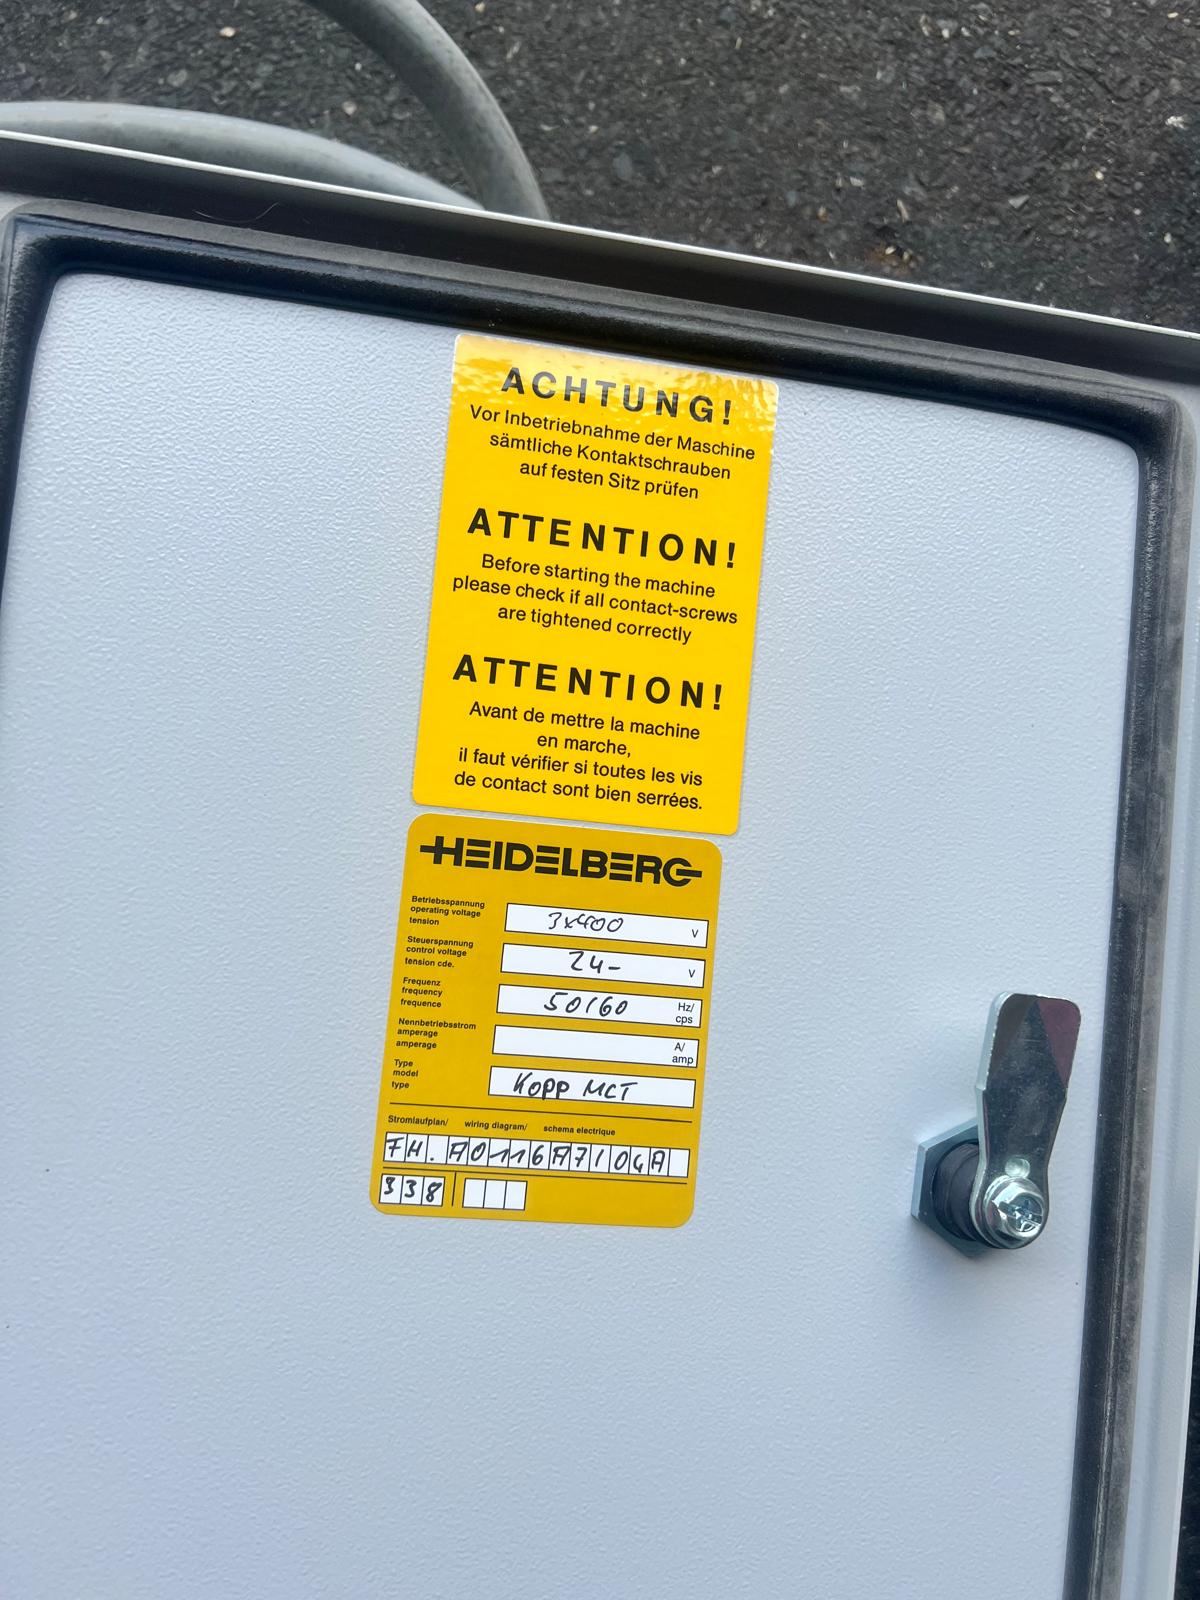 ACHTUNG!
Vor Inbetriebnahme der Maschine
sämtliche Kontaktschrauben
auf festen Sitz prüfen
ATTENTION!
Before starting the machine
please check if all contact-screws
are tightened correctly
ATTENTION!
Avant de mettre la machine
en marche,
il faut vérifier si toutes les vis
de contact sont bien serrées.
HEIDELBERG
Betriebsspannung
operating voltage
tension
3x400 V
Steuerspannung
control voltage
tension cde.
24- V
Frequenz
frequency
frequence
50/60 Hz/
cps
Nennbetriebsstrom
amperage
amperage
A/
amp
Type
model
type
Kopp MCT
Stromlaufplan/ wiring diagram/ schema electrique
FH. A0116A7104A
338